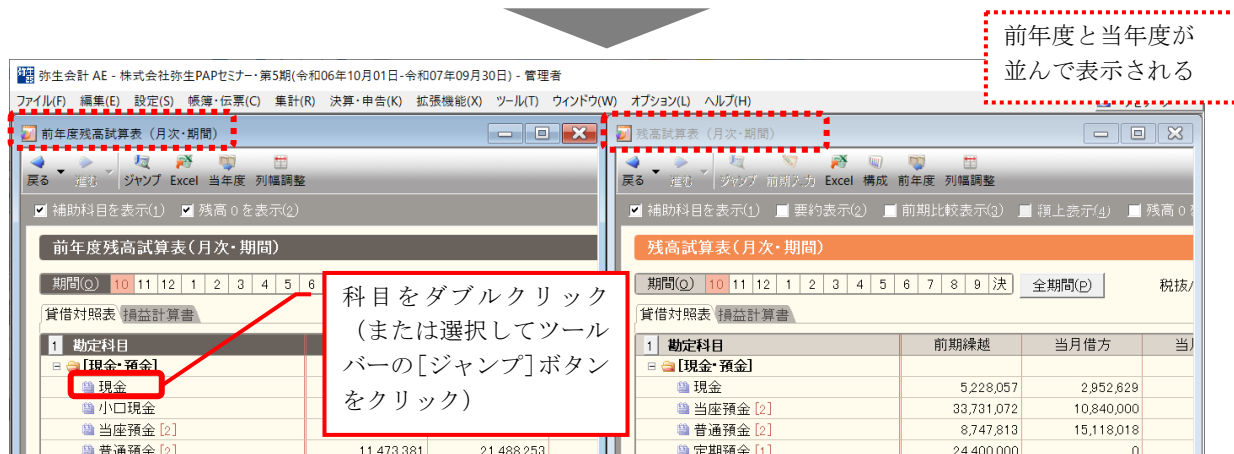 前年度と当年度が
並んで表示される
弥生会計 AE - 株式会社弥生PAPセミナー・第5期(令和06年10月01日-令和07年09月30日) - 管理者
ファイル(F) 編集(E) 設定(S) 帳簿・伝票(C) 集計(R) 決算・申告(K) 拡張機能(X) ツール(T) ウィンドウ(W) オプション(L) ヘルプ(H)
前年度残高試算表（月次・期間）
戻る 進む ジャンプ Excel 当年度 列幅調整
補助科目を表示(1) 残高０を表示(2)
前年度残高試算表(月次・期間)
期間(O) 10 11 12 1 2 3 4 5 6
貸借対照表 損益計算書
1 勘定科目
[現金・預金]
現金
小口現金
当座預金 [2]
普通預金 [2] 11,473,381 21,488,253
科目をダブルクリック
（または選択してツール
バーの[ジャンプ]ボタン
をクリック）
残高試算表（月次・期間）
戻る 進む ジャンプ 前期入力 Excel 構成 前年度 列幅調整
補助科目を表示(1) 要約表示(2) 前期比較表示(3) 積上表示(4) 残高０
残高試算表(月次・期間)
期間(O) 10 11 12 1 2 3 4 5 6 7 8 9 決 全期間(P) 税抜/
貸借対照表 損益計算書
1 勘定科目 前期繰越 当月借方 当
[現金・預金]
現金 5,228,057 2,952,629
当座預金 [2] 33,731,072 10,840,000
普通預金 [2] 8,747,813 15,118,018
定期預金 [1] 24,400,000 0